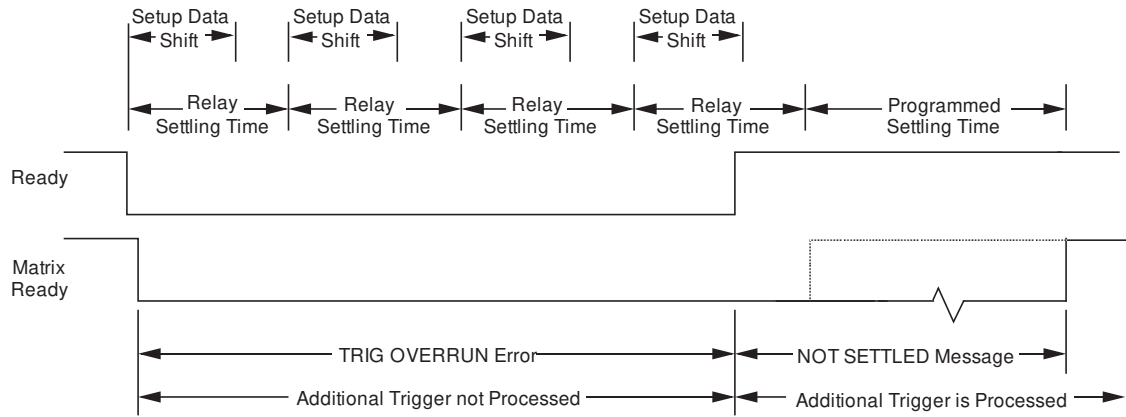 Setup Data
Shift
Setup Data
Shift
Setup Data
Shift
Setup Data
Shift
Relay
Settling Time
Relay
Settling Time
Relay
Settling Time
Relay
Settling Time
Programmed
Settling Time
Ready
Matrix
Ready
TRIG OVERRUN Error
NOT SETTLED Message
Additional Trigger not Processed
Additional Trigger is Processed